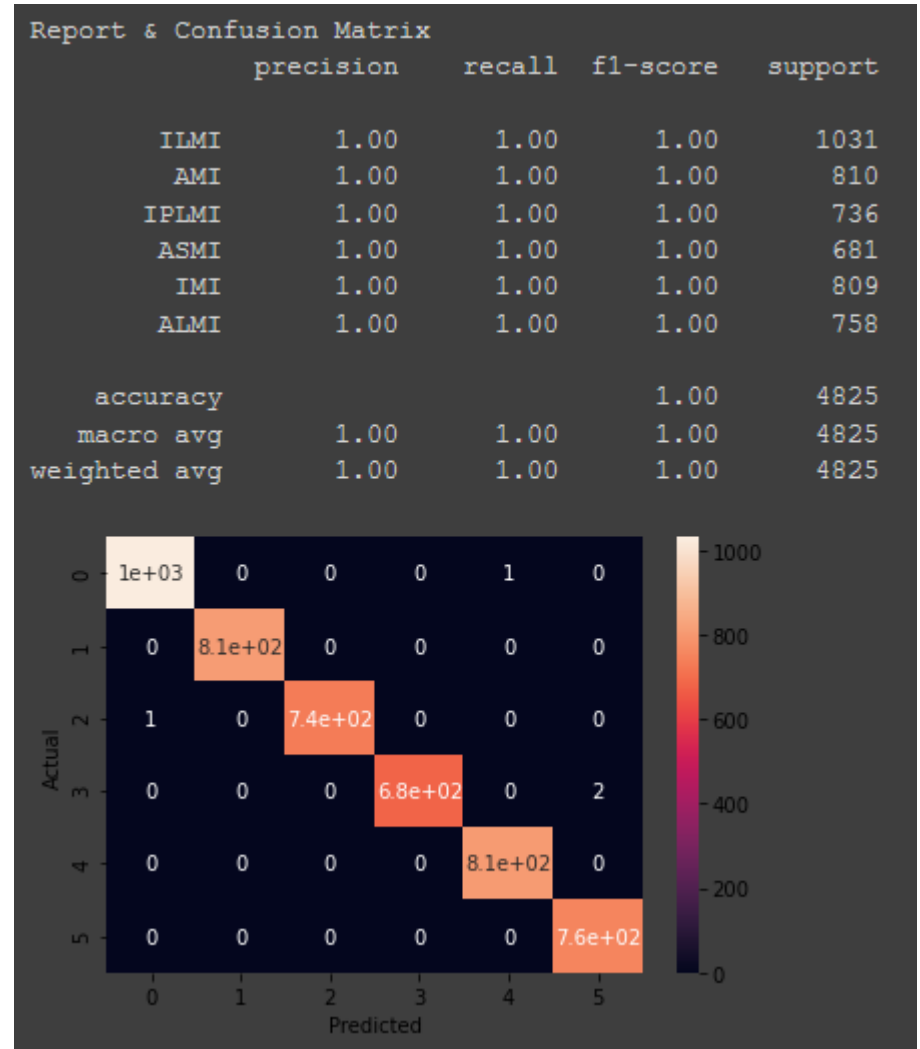 Report & Confusion Matrix
precision recall f1-score support
ILMI 1.00 1.00 1.00 1031
AMI 1.00 1.00 1.00 810
IPLMI 1.00 1.00 1.00 736
ASMI 1.00 1.00 1.00 681
IMI 1.00 1.00 1.00 809
ALMI 1.00 1.00 1.00 758
accuracy 1.00 4825
macro avg 1.00 1.00 1.00 4825
weighted avg 1.00 1.00 1.00 4825
0 1e+03 0 0 0 1 0
1 0 8.1e+02 0 0 0 0
2 1 0 7.4e+02 0 0 0
3 0 0 0 6.8e+02 0 2
4 0 0 0 0 8.1e+02 0
5 0 0 0 0 0 7.6e+02
Actual
0 1 2 3 4 5
Predicted
1000
800
600
400
200
0